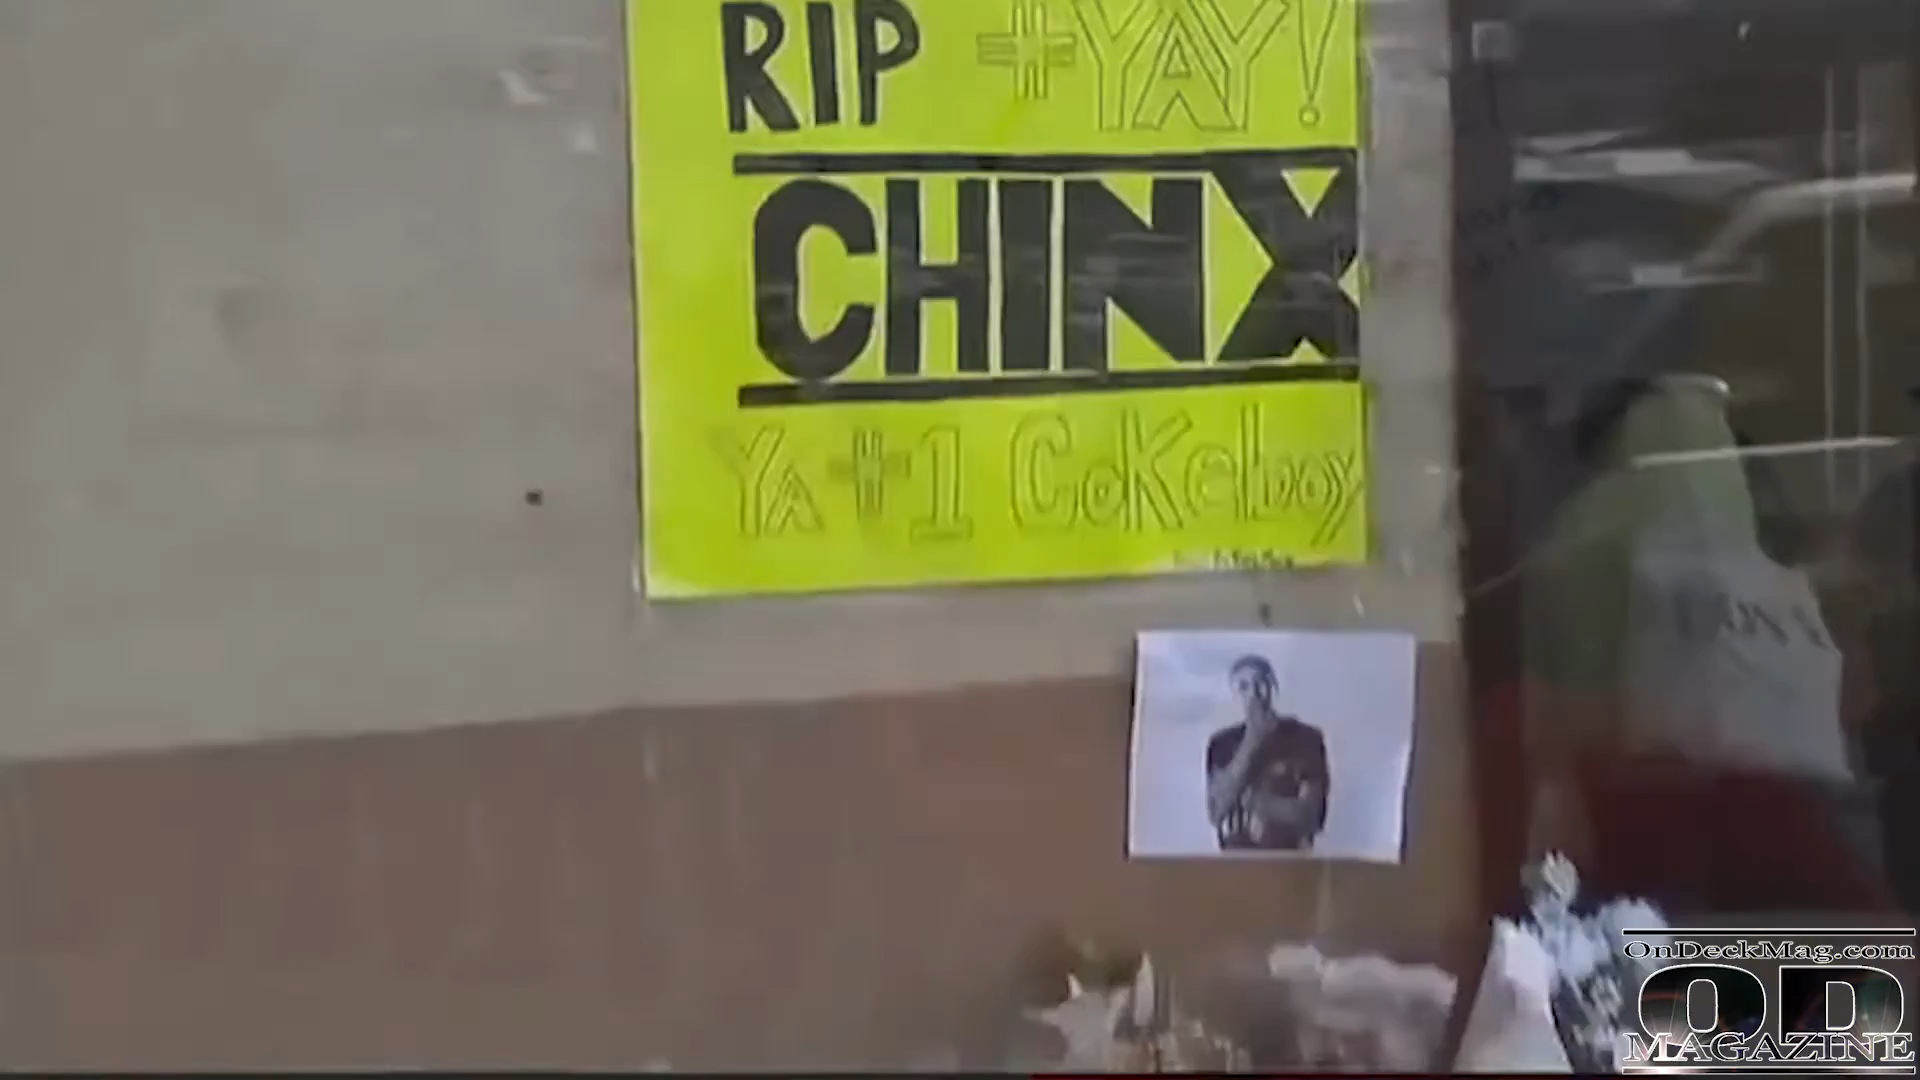 RIP #YAY!
CHINX
YA #1 CoKeboy
OnDeckMag.com
OD
MAGAZINE